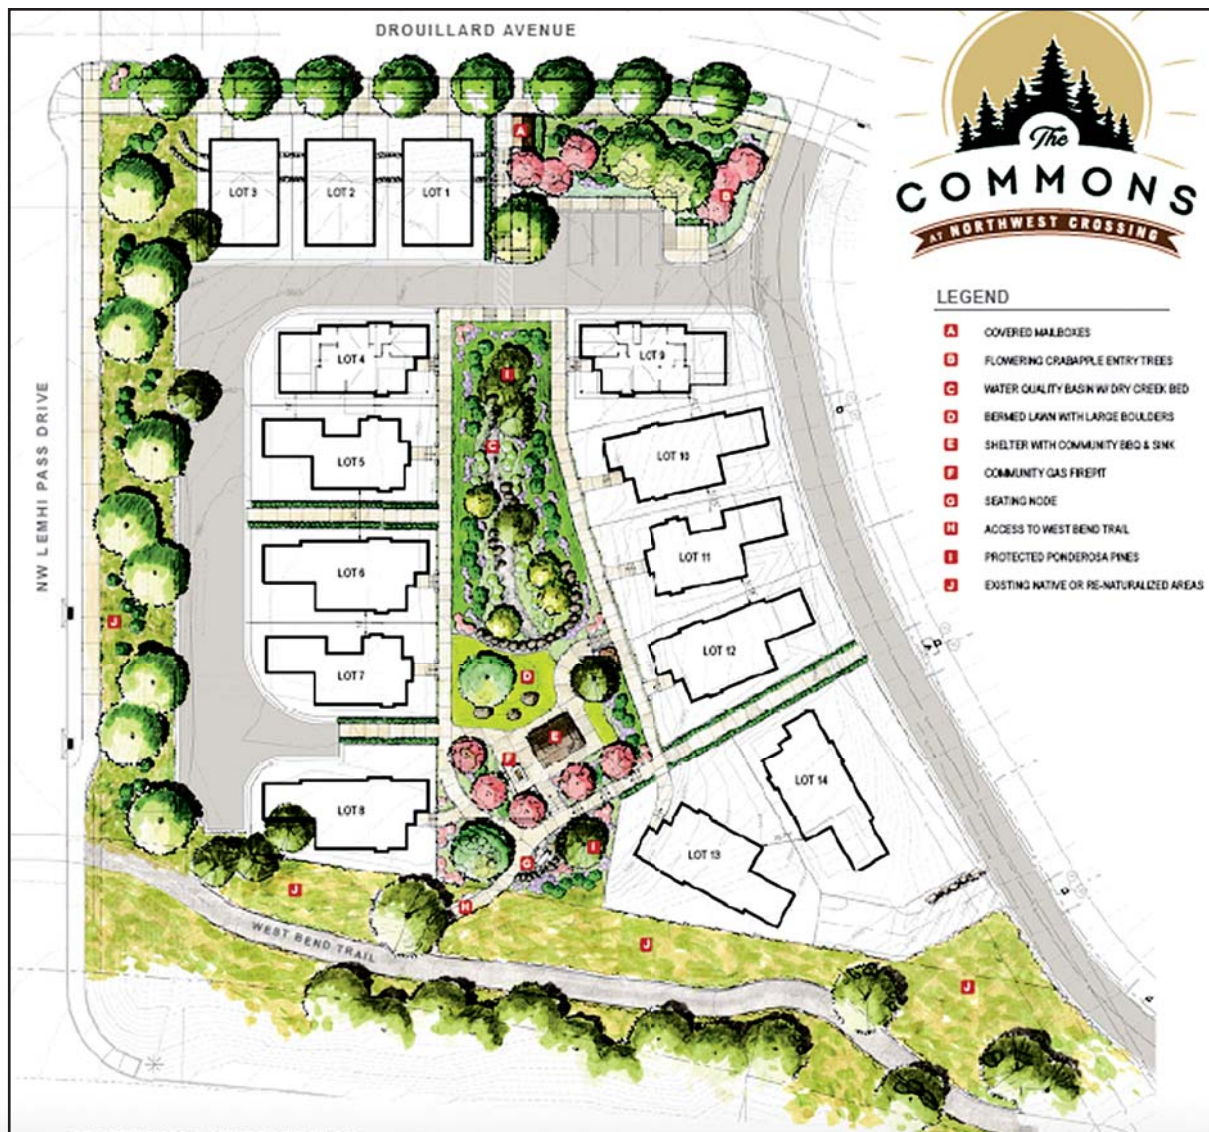 DROUILLARD AVENUE
The
COMMONS
AT NORTHWEST CROSSING
LEGEND
A COVERED MAILBOXES
B FLOWERING CRABAPPLE ENTRY TREES
C WATER QUALITY BASIN W/ DRY CREEK BED
D BERMED LAWN WITH LARGE BOULDERS
E SHELTER WITH COMMUNITY BBQ & SINK
F COMMUNITY GAS FIREPIT
G SEATING NODE
H ACCESS TO WEST BEND TRAIL
I PROTECTED PONDEROSA PINES
J EXISTING NATIVE OR RE-NATURALIZED AREAS
NW LEMHI PASS DRIVE
A
LOT 3
LOT 2
LOT 1
B
LOT 4
LOT 9
I
C
LOT 5
LOT 10
LOT 6
LOT 11
J
LOT 7
D
LOT 12
E
F
LOT 8
LOT 14
G
I
LOT 13
J
H
WEST BEND TRAIL
J
J